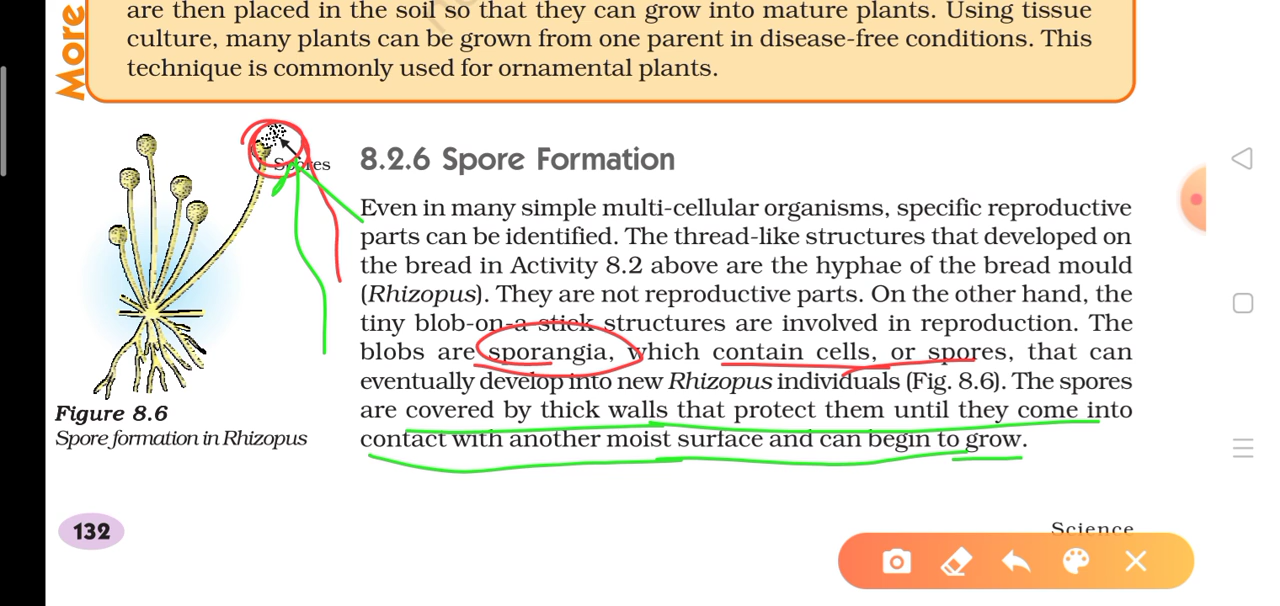 are then placed in the soil so that they can grow into mature plants. Using tissue
culture, many plants can be grown from one parent in disease-free conditions. This
technique is commonly used for ornamental plants.
More
Spores
8.2.6 Spore Formation
Even in many simple multi-cellular organisms, specific reproductive
parts can be identified. The thread-like structures that developed on
the bread in Activity 8.2 above are the hyphae of the bread mould
(Rhizopus). They are not reproductive parts. On the other hand, the
tiny blob-on-a-stick structures are involved in reproduction. The
blobs are sporangia, which contain cells, or spores, that can
eventually develop into new Rhizopus individuals (Fig. 8.6). The spores
are covered by thick walls that protect them until they come into
contact with another moist surface and can begin to grow.
Figure 8.6
Spore formation in Rhizopus
132
Science